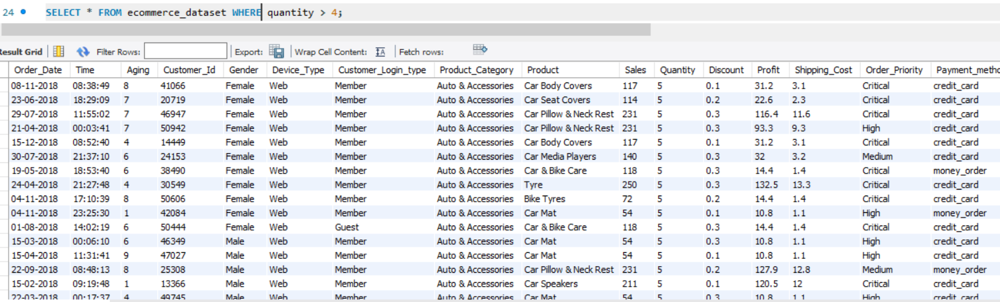 24 SELECT * FROM ecommerce_dataset WHERE quantity > 4;
Result Grid Filter Rows: Export: Wrap Cell Content: IA Fetch rows:
Order_Date Time Aging Customer_Id Gender Device_Type Customer_Login_type Product_Category Product Sales Quantity Discount Profit Shipping_Cost Order_Priority Payment_metho
08-11-2018 08:38:49 8 41066 Female Web Member Auto & Accessories Car Body Covers 117 5 0.1 31.2 3.1 Critical credit_card
23-06-2018 18:29:09 7 20719 Female Web Member Auto & Accessories Car Seat Covers 114 5 0.2 22.6 2.3 Critical credit_card
29-07-2018 11:55:02 7 46947 Female Web Member Auto & Accessories Car Pillow & Neck Rest 231 5 0.3 116.4 11.6 Critical credit_card
21-04-2018 00:03:41 7 50942 Female Web Member Auto & Accessories Car Pillow & Neck Rest 231 5 0.3 93.3 9.3 High credit_card
15-12-2018 08:52:40 4 14449 Female Web Member Auto & Accessories Car Body Covers 117 5 0.1 31.2 3.1 Critical credit_card
30-07-2018 21:37:10 6 24153 Female Web Member Auto & Accessories Car Media Players 140 5 0.3 32 3.2 Medium credit_card
19-05-2018 18:53:40 6 38490 Female Web Member Auto & Accessories Car & Bike Care 118 5 0.3 14.4 1.4 Critical money_order
24-04-2018 21:27:48 4 30549 Female Web Member Auto & Accessories Tyre 250 5 0.3 132.5 13.3 Critical credit_card
04-11-2018 17:10:39 8 50606 Female Web Member Auto & Accessories Bike Tyres 72 5 0.2 14.4 1.4 Critical credit_card
04-11-2018 23:25:30 1 42084 Female Web Member Auto & Accessories Car Mat 54 5 0.1 10.8 1.1 High money_order
01-08-2018 14:02:19 6 50444 Female Web Guest Auto & Accessories Car & Bike Care 118 5 0.3 14.4 1.4 Critical credit_card
15-03-2018 00:06:10 6 46349 Male Web Member Auto & Accessories Car Mat 54 5 0.3 10.8 1.1 High credit_card
15-04-2018 11:31:41 9 47027 Male Web Member Auto & Accessories Car Mat 54 5 0.1 10.8 1.1 High credit_card
22-09-2018 08:48:13 8 25308 Male Web Member Auto & Accessories Car Pillow & Neck Rest 231 5 0.2 127.9 12.8 Medium money_order
15-02-2018 09:19:48 1 13366 Male Web Member Auto & Accessories Car Speakers 211 5 0.1 120.5 12 Critical credit_card
22-03-2018 00:17:37 4 49745 Male Web Member Auto & Accessories Car Mat 54 5 0.3 10.8 1.1 High credit_card